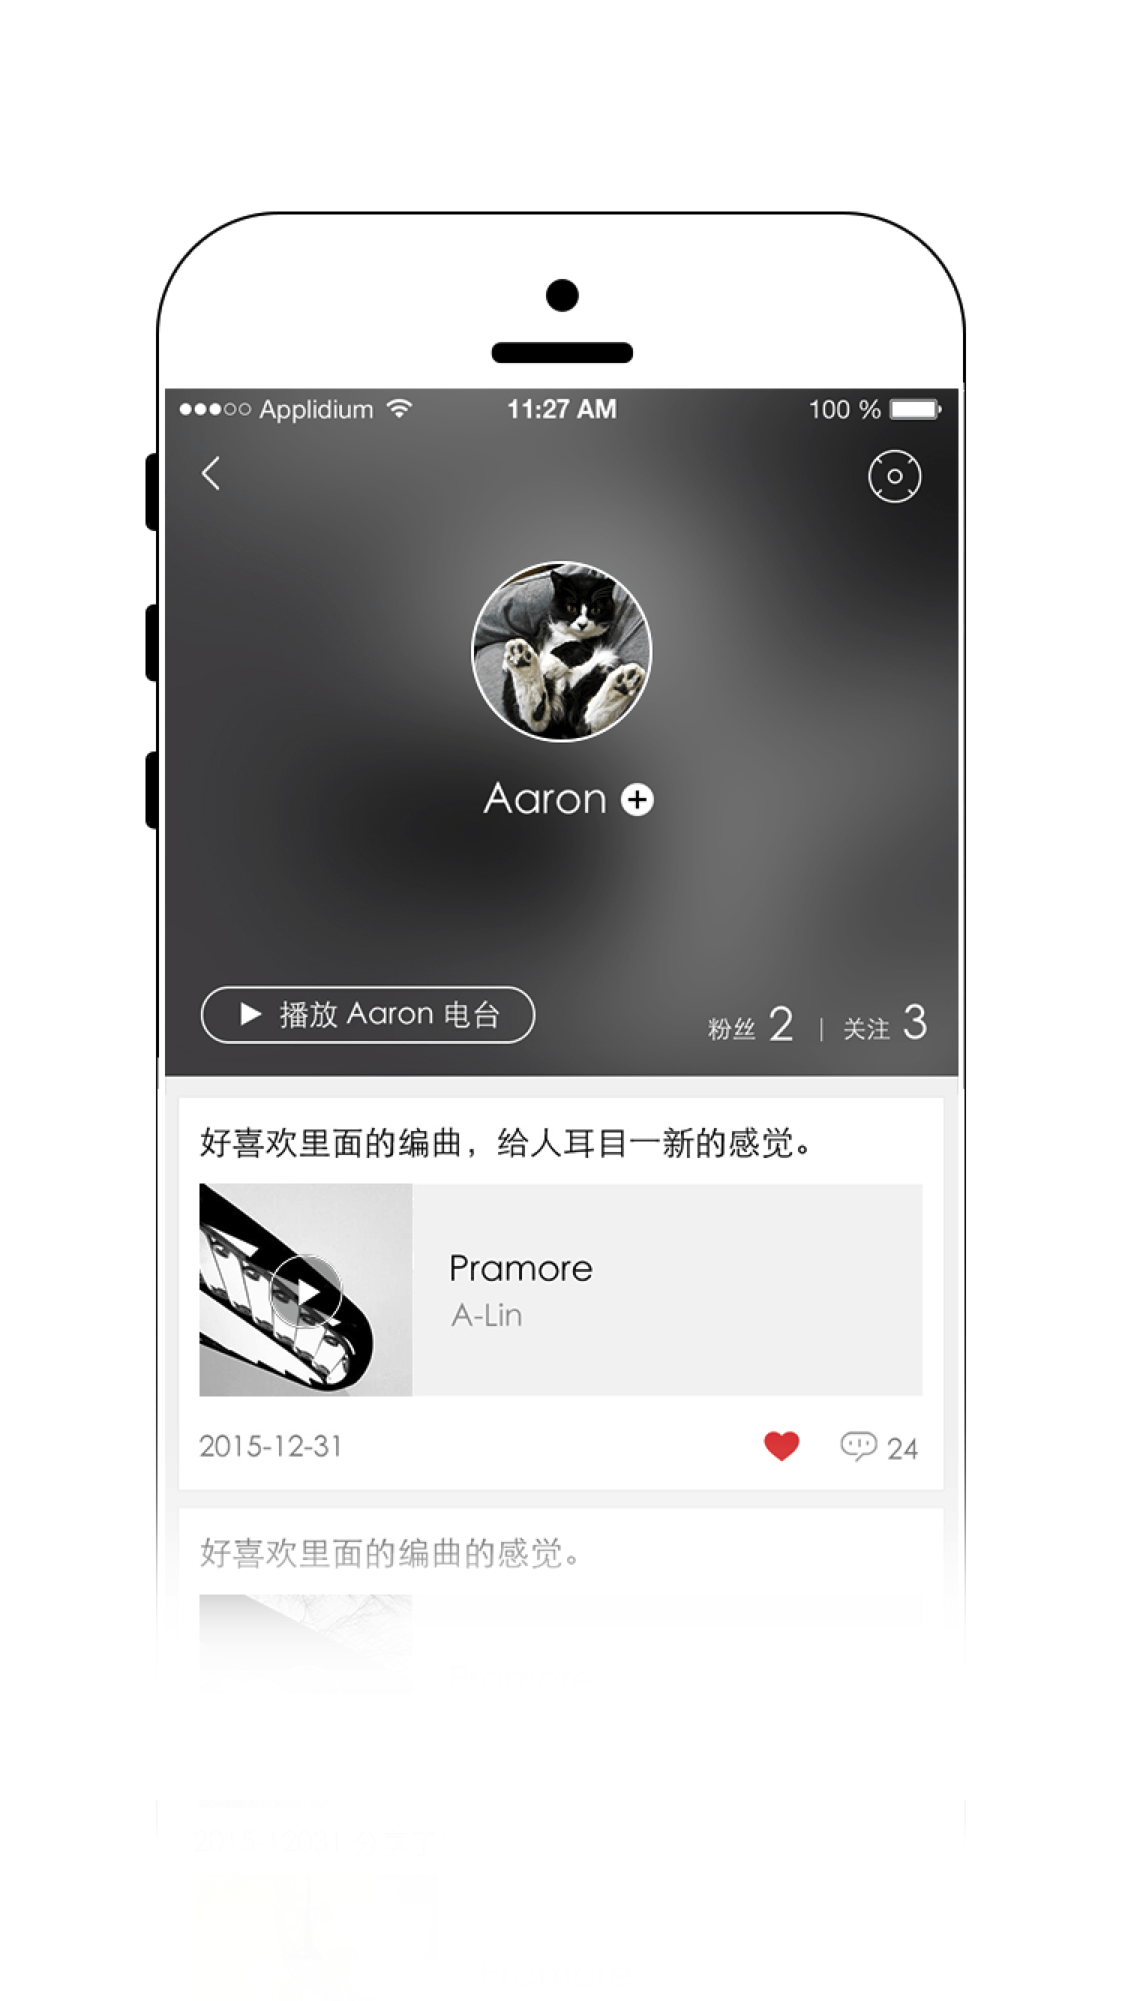 Applidium 11:27 AM 100 %
Aaron
播放 Aaron 电台 粉丝 2 | 关注 3
好喜欢里面的编曲，给人耳目一新的感觉。
Pramore
A-Lin
2015-12-31 24
好喜欢里面的编曲的感觉。